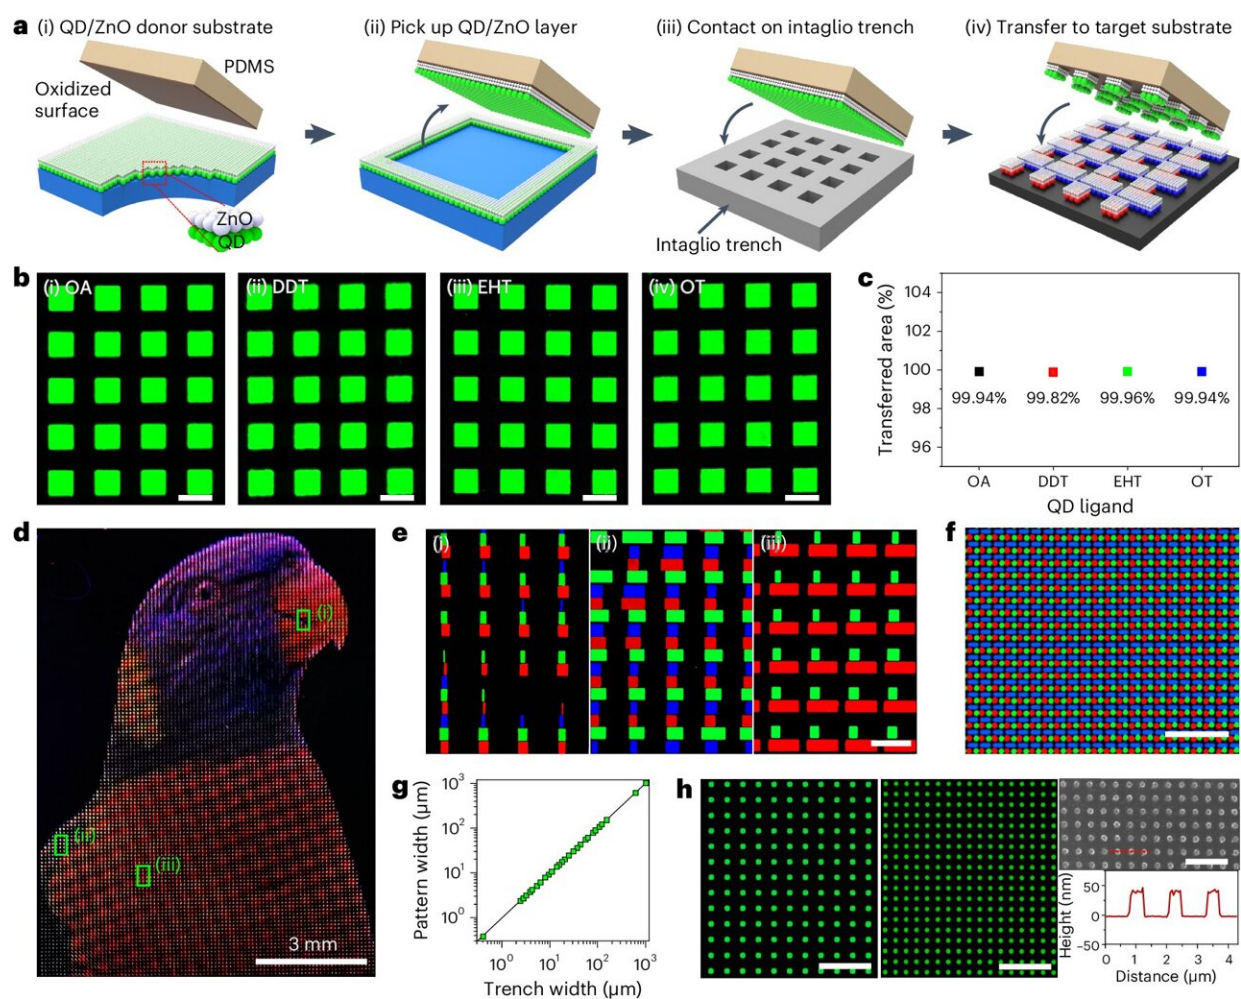 a (i) QD/ZnO donor substrate
(ii) Pick up QD/ZnO layer
(iii) Contact on intaglio trench
(iv) Transfer to target substrate
PDMS
Oxidized
surface
ZnO
QD
Intaglio trench
b (i) OA
(ii) DDT
(iii) EHT
(iv) OT
c
Transferred area (%)
104
102
100
98
96
99.94%
99.82%
99.96%
99.94%
OA
DDT
EHT
OT
QD ligand
d
(i)
(ii)
(iii)
3 mm
e
(i)
(ii)
(iii)
f
g
Pattern width (μm)
10³
10²
10¹
10⁰
10⁰
10¹
10²
10³
Trench width (μm)
h
Height (nm)
50
0
−50
0
1
2
3
4
Distance (μm)